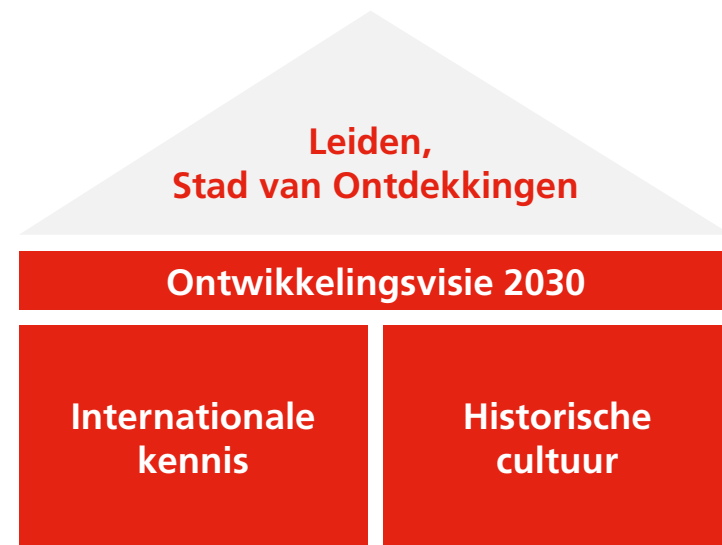 Leiden,
Stad van Ontdekkingen
Ontwikkelingsvisie 2030
Internationale
kennis
Historische
cultuur